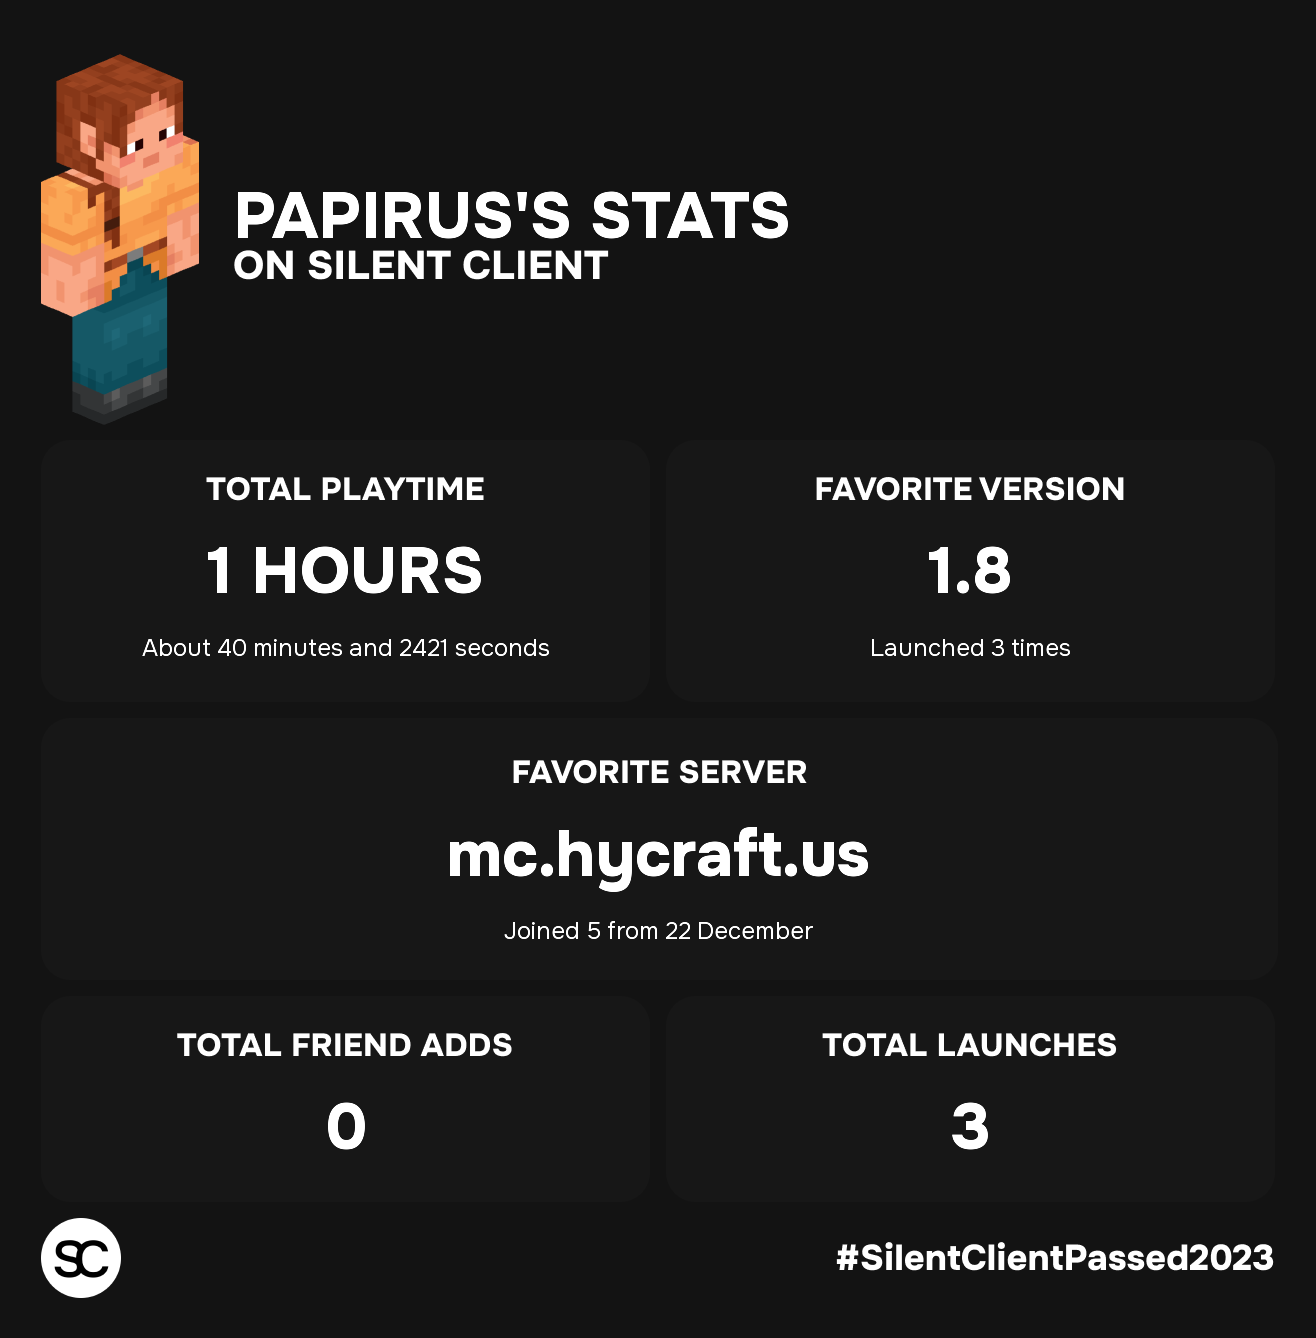 PAPIRUS'S STATS
ON SILENT CLIENT
TOTAL PLAYTIME
1 HOURS
About 40 minutes and 2421 seconds
FAVORITE VERSION
1.8
Launched 3 times
FAVORITE SERVER
mc.hycraft.us
Joined 5 from 22 December
TOTAL FRIEND ADDS
0
TOTAL LAUNCHES
3
SC
#SilentClientPassed2023